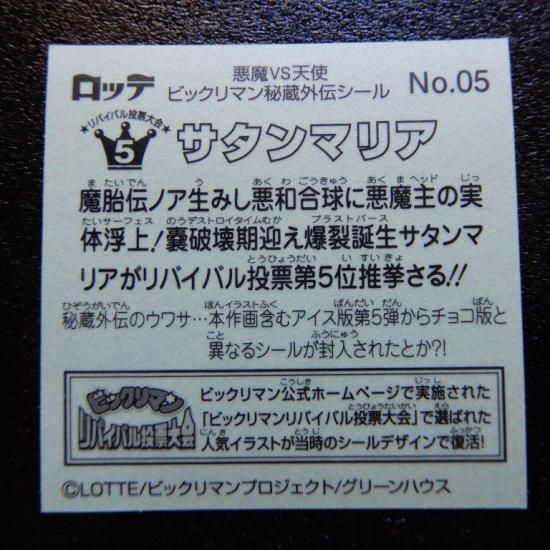 ロッテ
悪魔VS天使
ビックリマン秘蔵外伝シール
No.05
★リバイバル投票大会★
5
サタンマリア
魔胎伝ノア生みし悪和合球に悪魔主の実
体浮上!嚢破壊期迎え爆裂誕生サタンマ
リアがリバイバル投票第5位推挙さる!!
秘蔵外伝のウワサ…本作画含むアイス版第5弾からチョコ版と
異なるシールが封入されたとか?!
ビックリマン
リバイバル投票大会
ビックリマン公式ホームページで実施された
「ビックリマンリバイバル投票大会」で選ばれた
人気イラストが当時のシールデザインで復活!
©LOTTE/ビックリマンプロジェクト/グリーンハウス